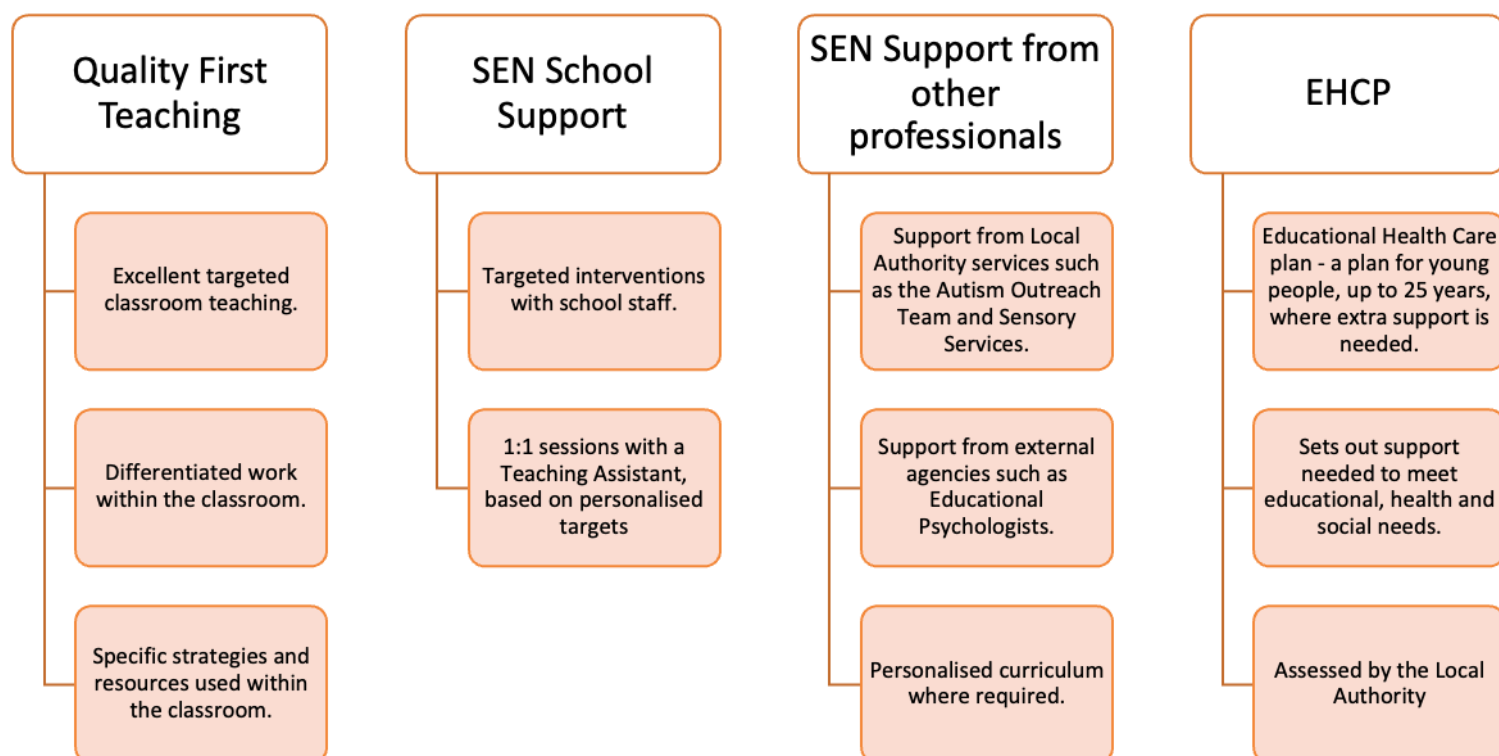 Quality First
Teaching
Excellent targeted
classroom teaching.
Differentiated work
within the classroom.
Specific strategies and
resources used within
the classroom.
SEN School
Support
Targeted interventions
with school staff.
1:1 sessions with a
Teaching Assistant,
based on personalised
targets
SEN Support from
other
professionals
Support from Local
Authority services such
as the Autism Outreach
Team and Sensory
Services.
Support from external
agencies such as
Educational
Psychologists.
Personalised curriculum
where required.
EHCP
Educational Health Care
plan - a plan for young
people, up to 25 years,
where extra support is
needed.
Sets out support
needed to meet
educational, health and
social needs.
Assessed by the Local
Authority